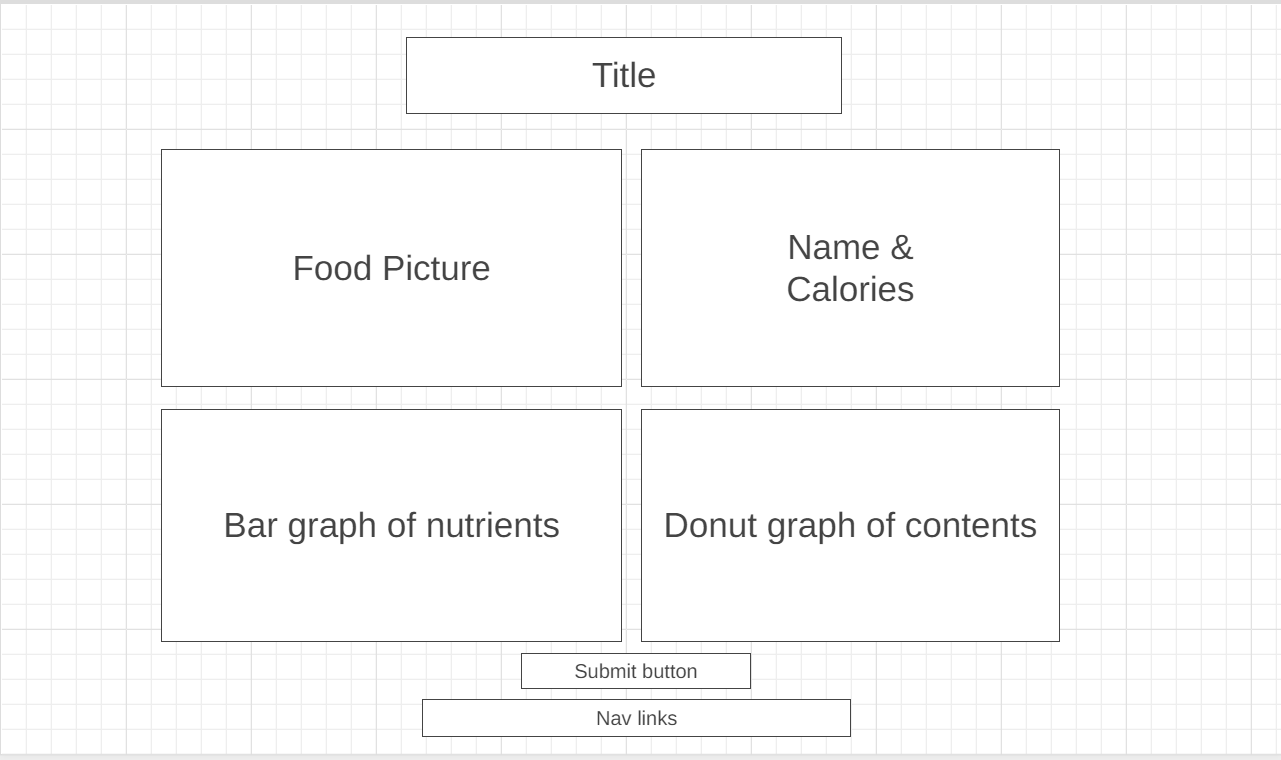 Title
Food Picture
Name &
Calories
Bar graph of nutrients
Donut graph of contents
Submit button
Nav links